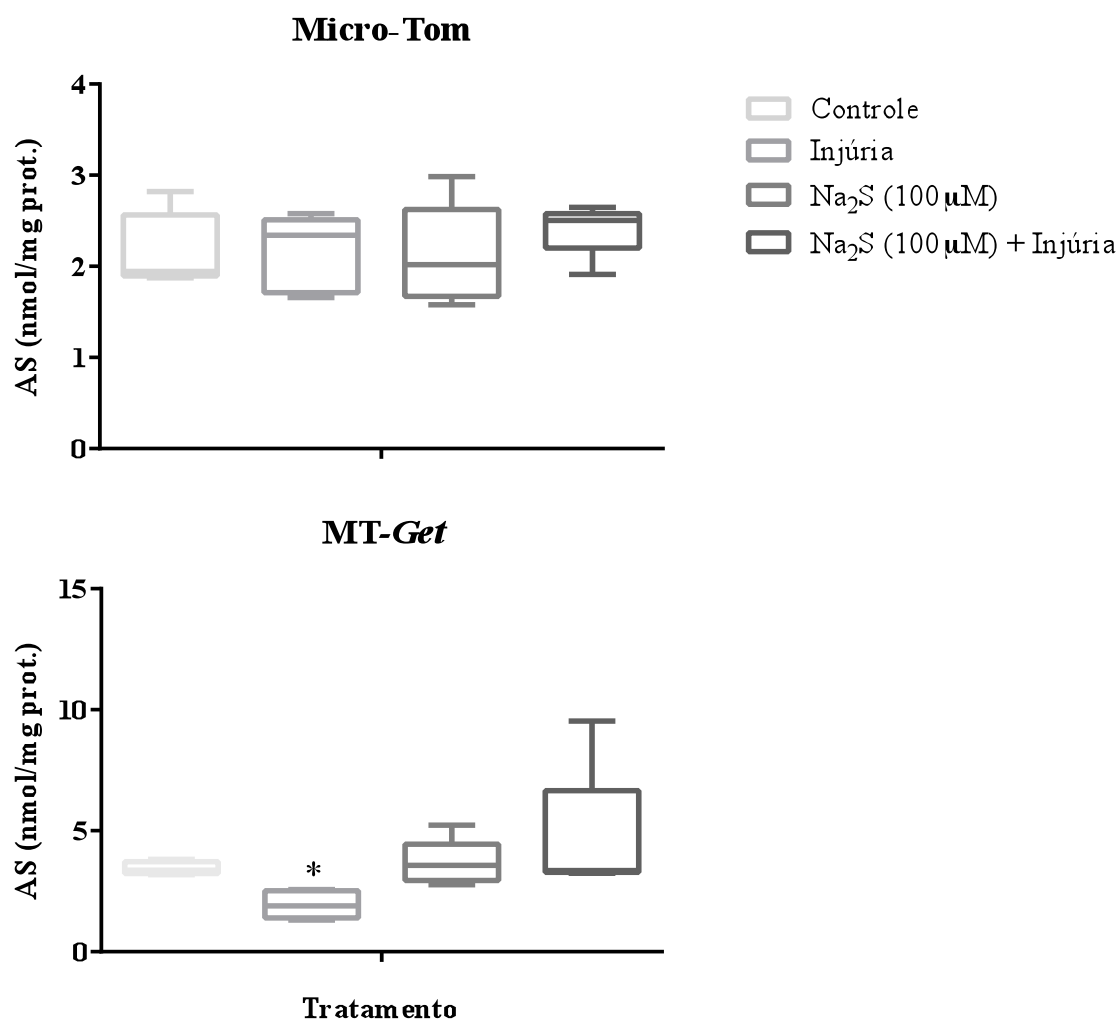 Micro-Tom
4
3
2
1
0
AS (nmol/mg prot.)
Controle
Injúria
Na₂S (100 µM)
Na₂S (100 µM) + Injúria
MT-Get
15
10
5
0
AS (nmol/mg prot.)
*
Tratamento